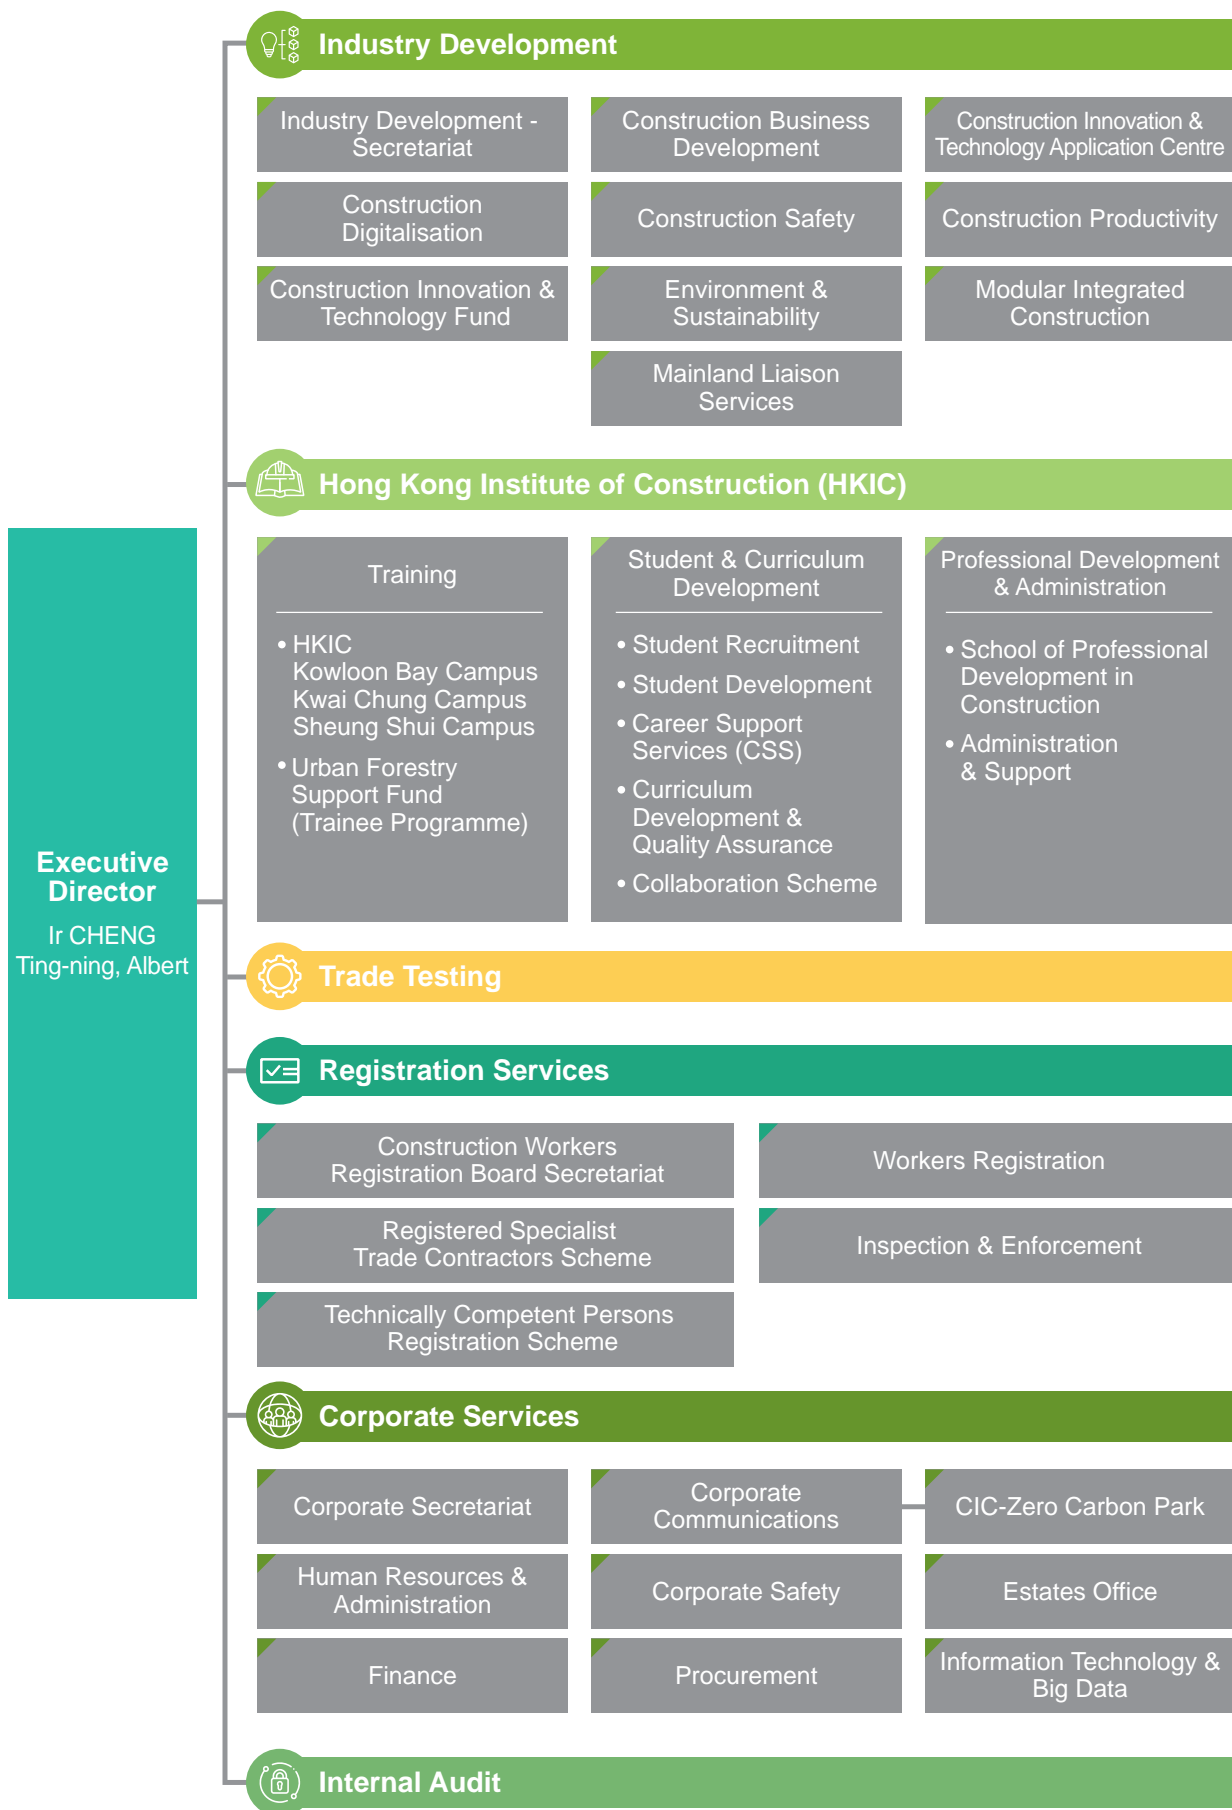 Industry Development
Industry Development -
Secretariat
Construction Business
Development
Construction Innovation &
Technology Application Centre
Construction
Digitalisation
Construction Safety
Construction Productivity
Construction Innovation &
Technology Fund
Environment &
Sustainability
Modular Integrated
Construction
Mainland Liaison
Services
Hong Kong Institute of Construction (HKIC)
Training
• HKIC
Kowloon Bay Campus
Kwai Chung Campus
Sheung Shui Campus
• Urban Forestry
Support Fund
(Trainee Programme)
Student & Curriculum
Development
• Student Recruitment
• Student Development
• Career Support
Services (CSS)
• Curriculum
Development &
Quality Assurance
• Collaboration Scheme
Professional Development
& Administration
• School of Professional
Development in
Construction
• Administration
& Support
Executive
Director
Ir CHENG
Ting-ning, Albert
Trade Testing
Registration Services
Construction Workers
Registration Board Secretariat
Workers Registration
Registered Specialist
Trade Contractors Scheme
Inspection & Enforcement
Technically Competent Persons
Registration Scheme
Corporate Services
Corporate Secretariat
Corporate
Communications
CIC-Zero Carbon Park
Human Resources &
Administration
Corporate Safety
Estates Office
Finance
Procurement
Information Technology &
Big Data
Internal Audit